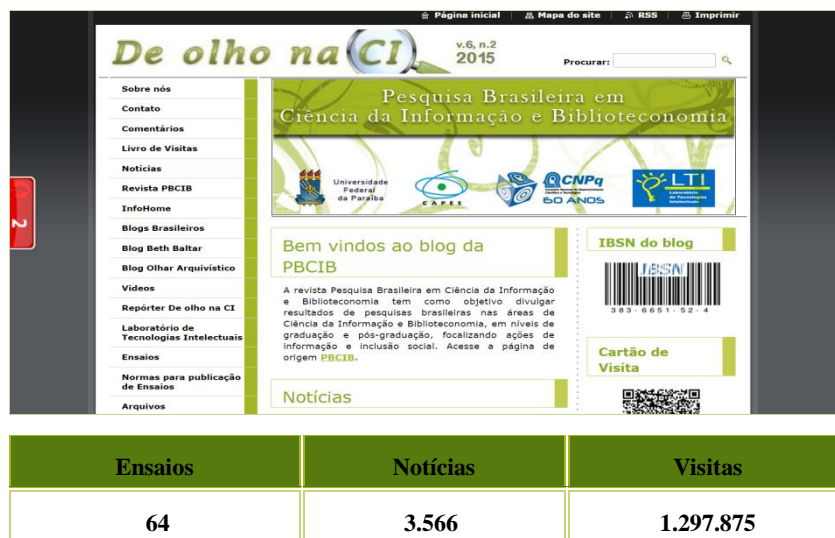 Página inicial Mapa do site RSS Imprimir
De olho na CI
v.6, n.2
2015
Procurar:
Sobre nós
Contato
Comentários
Livro de Visitas
Notícias
Revista PBCIB
InfoHome
Blogs Brasileiros
Blog Beth Baltar
Blog Olhar Arquivístico
Videos
Repórter De olho na CI
Laboratório de
Tecnologias Intelectuais
Ensaios
Normas para publicação
de Ensaios
Arquivos
2
Pesquisa Brasileira em
Ciência da Informação e Biblioteconomia
Universidade
Federal
da Paraíba
CAPES
CNPq
60 ANOS
LTI
Laboratório
de Tecnologias
Intelectuais
Bem vindos ao blog da
PBCIB
A revista Pesquisa Brasileira em Ciência da Informação
e Biblioteconomia tem como objetivo divulgar
resultados de pesquisas brasileiras nas áreas de
Ciência da Informação e Biblioteconomia, em níveis de
graduação e pós-graduação, focalizando ações de
informação e inclusão social. Acesse a página de
origem PBCIB.
Notícias
IBSN do blog
IBSN
383-6651-52-4
Cartão de
Visita
Ensaios Notícias Visitas
64 3.566 1.297.875